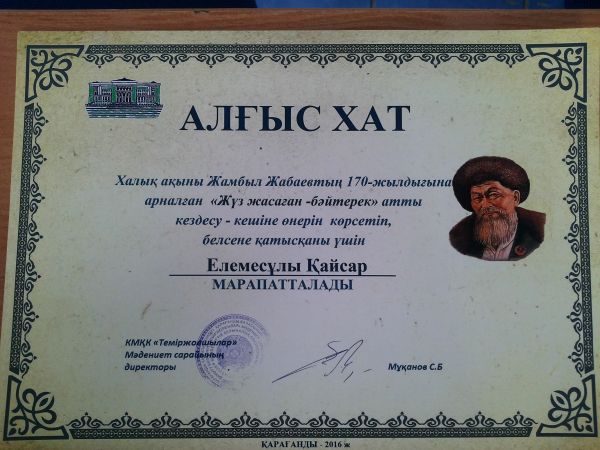 АЛҒЫС ХАТ
Халық ақыны Жамбыл Жабаевтың 170-жылдығына
арналған «Жүз жасаған -бәйтерек» атты
кездесу - кешіне өнерін көрсетіп,
белсене қатысқаны үшін
Елемесұлы Қайсар
МАРАПАТТАЛАДЫ
КМҚК «Теміржолшылар»
Мәдениет сарайының
директоры
Мұқанов С.Б
ҚАРАҒАНДЫ - 2016 ж